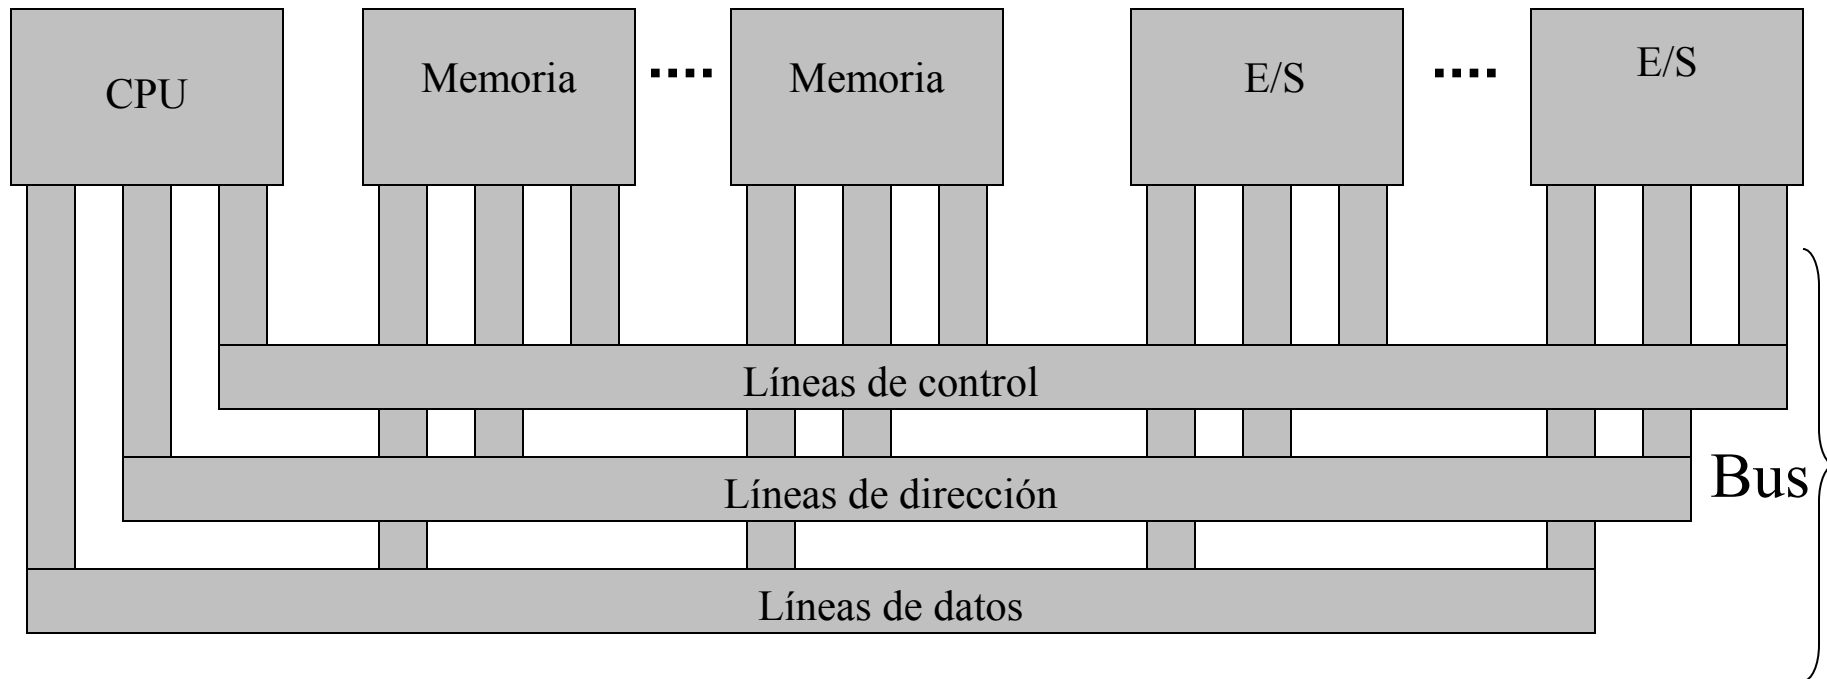 CPU
Memoria
....
Memoria
E/S
....
E/S
Líneas de control
Líneas de dirección
Bus
Líneas de datos